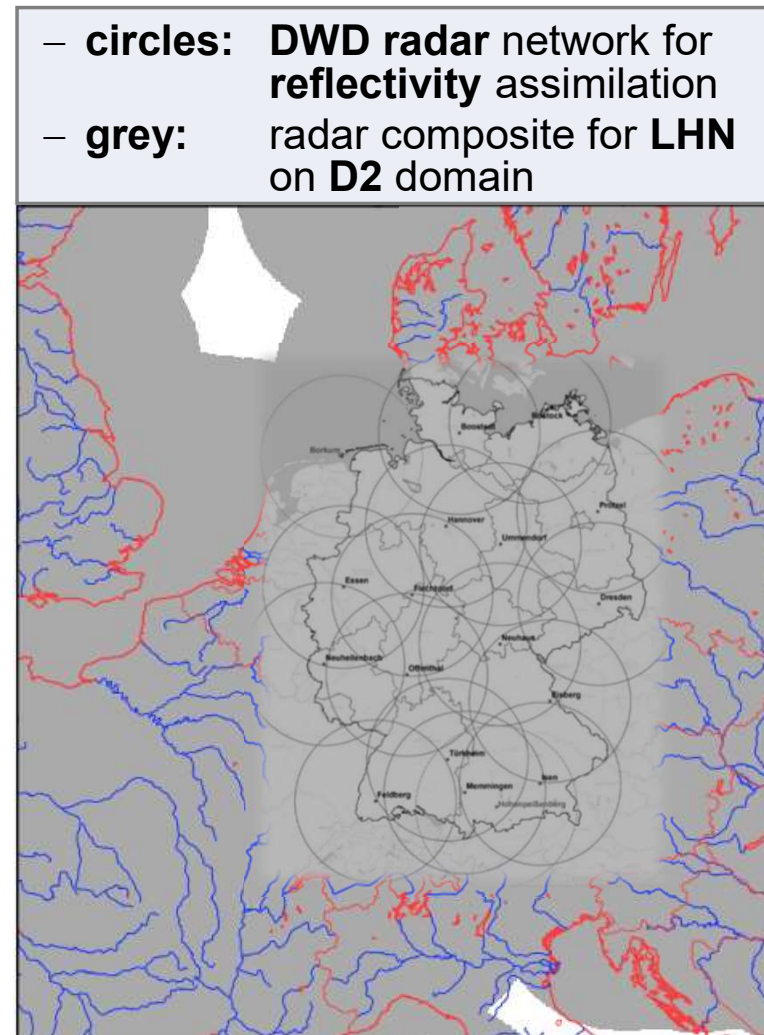 – circles: DWD radar network for
reflectivity assimilation
– grey: radar composite for LHN
on D2 domain
Rostock
Boostedt
Borkum
Prötzel
Hannover
Ummendorf
Essen
Flechtdorf
Dresden
Neuhaus
Neuheilenbach
Offenthal
Eisberg
Türkheim
Isen
Memmingen
Feldberg
Hohenpeißenberg